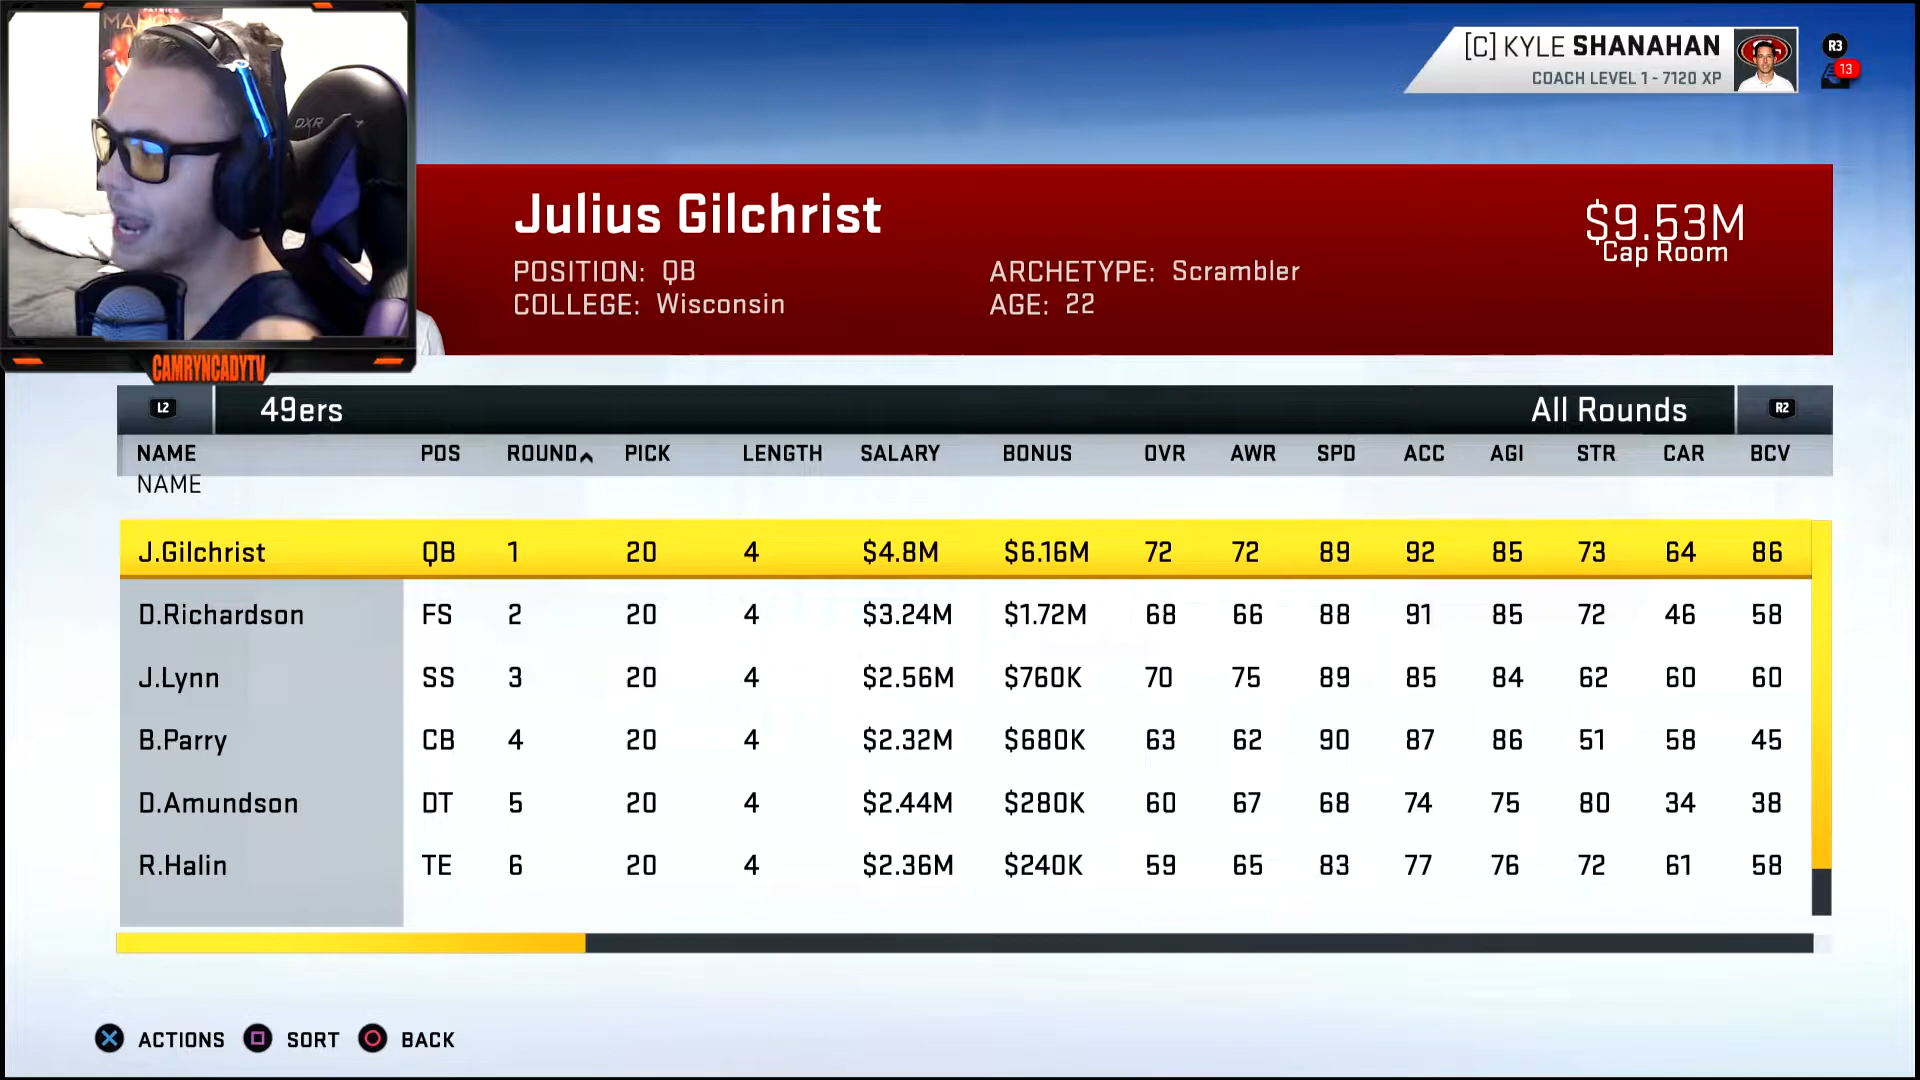 PATRICK
DXR
CAMRYNCADYTV
[C] KYLE SHANAHAN
COACH LEVEL 1 - 7120 XP
R3
13
Julius Gilchrist
POSITION: QB
ARCHETYPE: Scrambler
COLLEGE: Wisconsin
AGE: 22
$9.53M
Cap Room
L2 49ers All Rounds R2
NAME POS ROUND PICK LENGTH SALARY BONUS OVR AWR SPD ACC AGI STR CAR BCV
NAME
J.Gilchrist QB 1 20 4 $4.8M $6.16M 72 72 89 92 85 73 64 86
D.Richardson FS 2 20 4 $3.24M $1.72M 68 66 88 91 85 72 46 58
J.Lynn SS 3 20 4 $2.56M $760K 70 75 89 85 84 62 60 60
B.Parry CB 4 20 4 $2.32M $680K 63 62 90 87 86 51 58 45
D.Amundson DT 5 20 4 $2.44M $280K 60 67 68 74 75 80 34 38
R.Halin TE 6 20 4 $2.36M $240K 59 65 83 77 76 72 61 58
ACTIONS SORT BACK